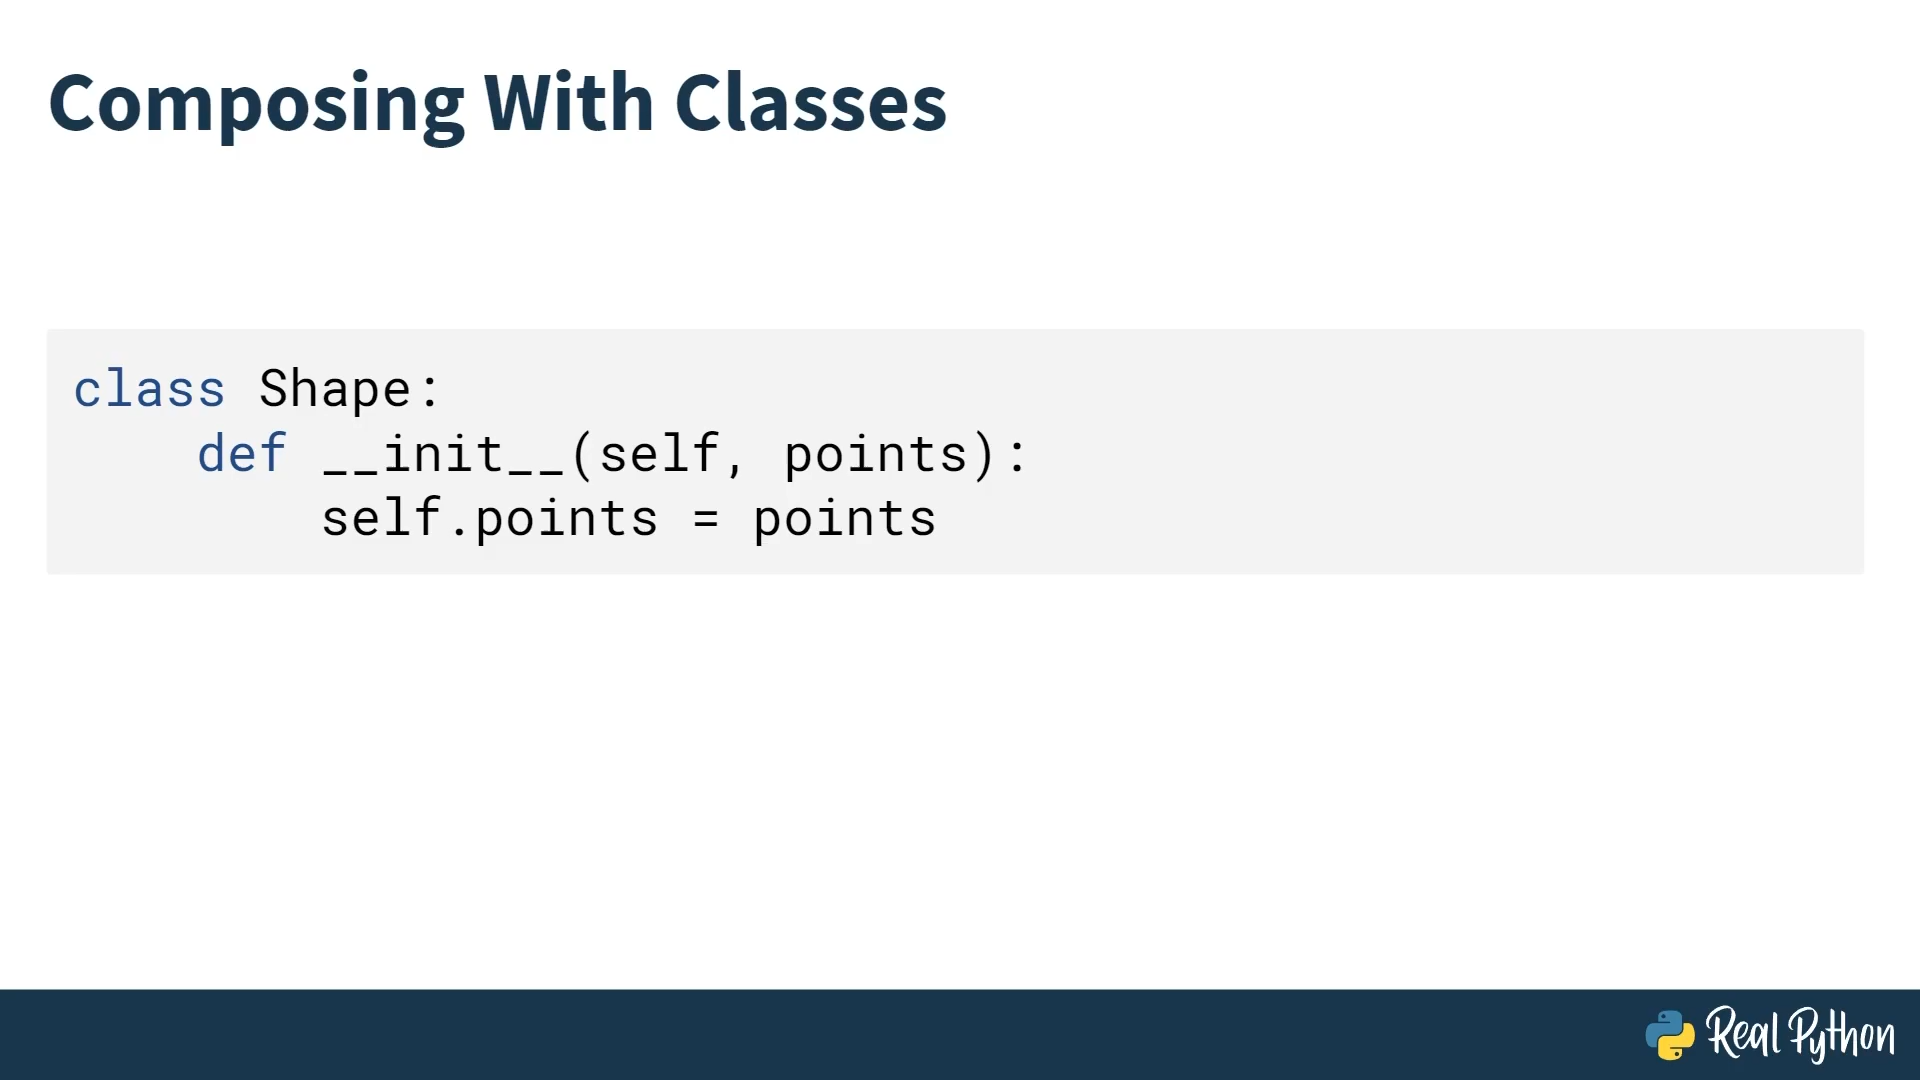 Composing With Classes
class Shape:
    def __init__(self, points):
        self.points = points
Real Python